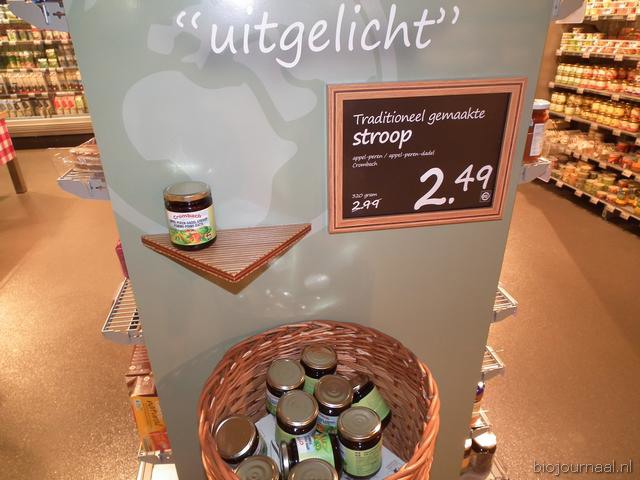 “uitgelicht”
Traditioneel gemaakte
stroop
appel-peren / appel-peren-dadel
Crombach
320 gram
2.99
2.49
Crombach
biojournaal.nl